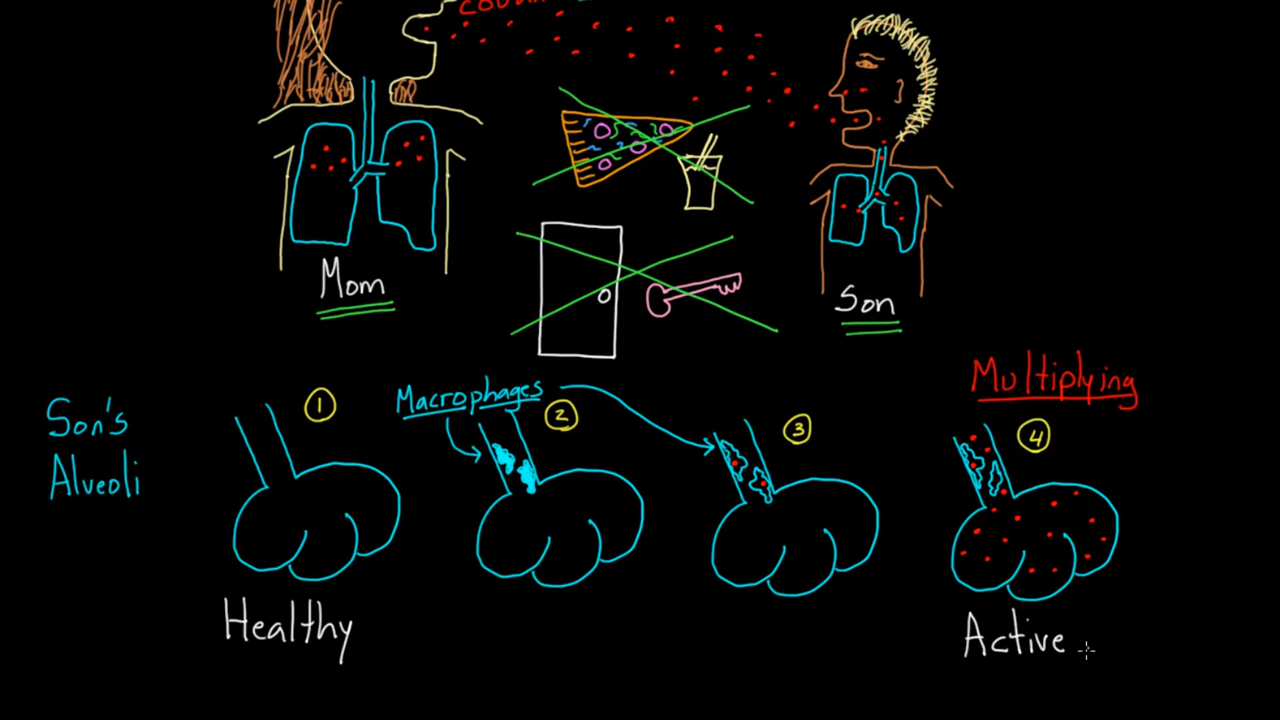 Mom
Son
Multiplying
Macrophages
Son's
Alveoli
1
2
3
4
Healthy
Active